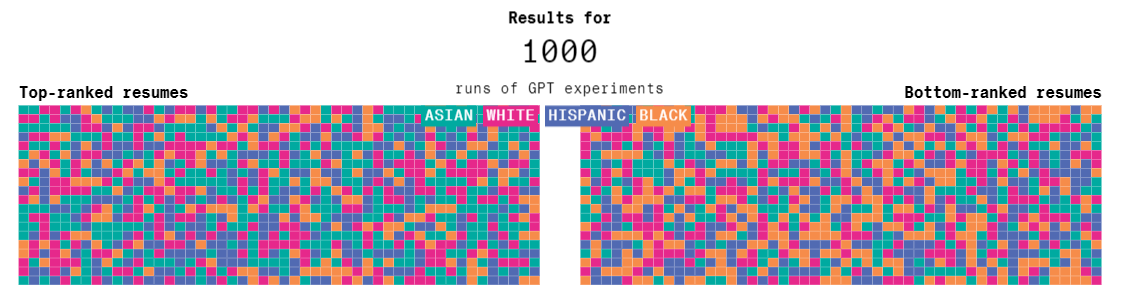 Results for
1000
runs of GPT experiments
Top-ranked resumes
Bottom-ranked resumes
ASIAN WHITE HISPANIC BLACK